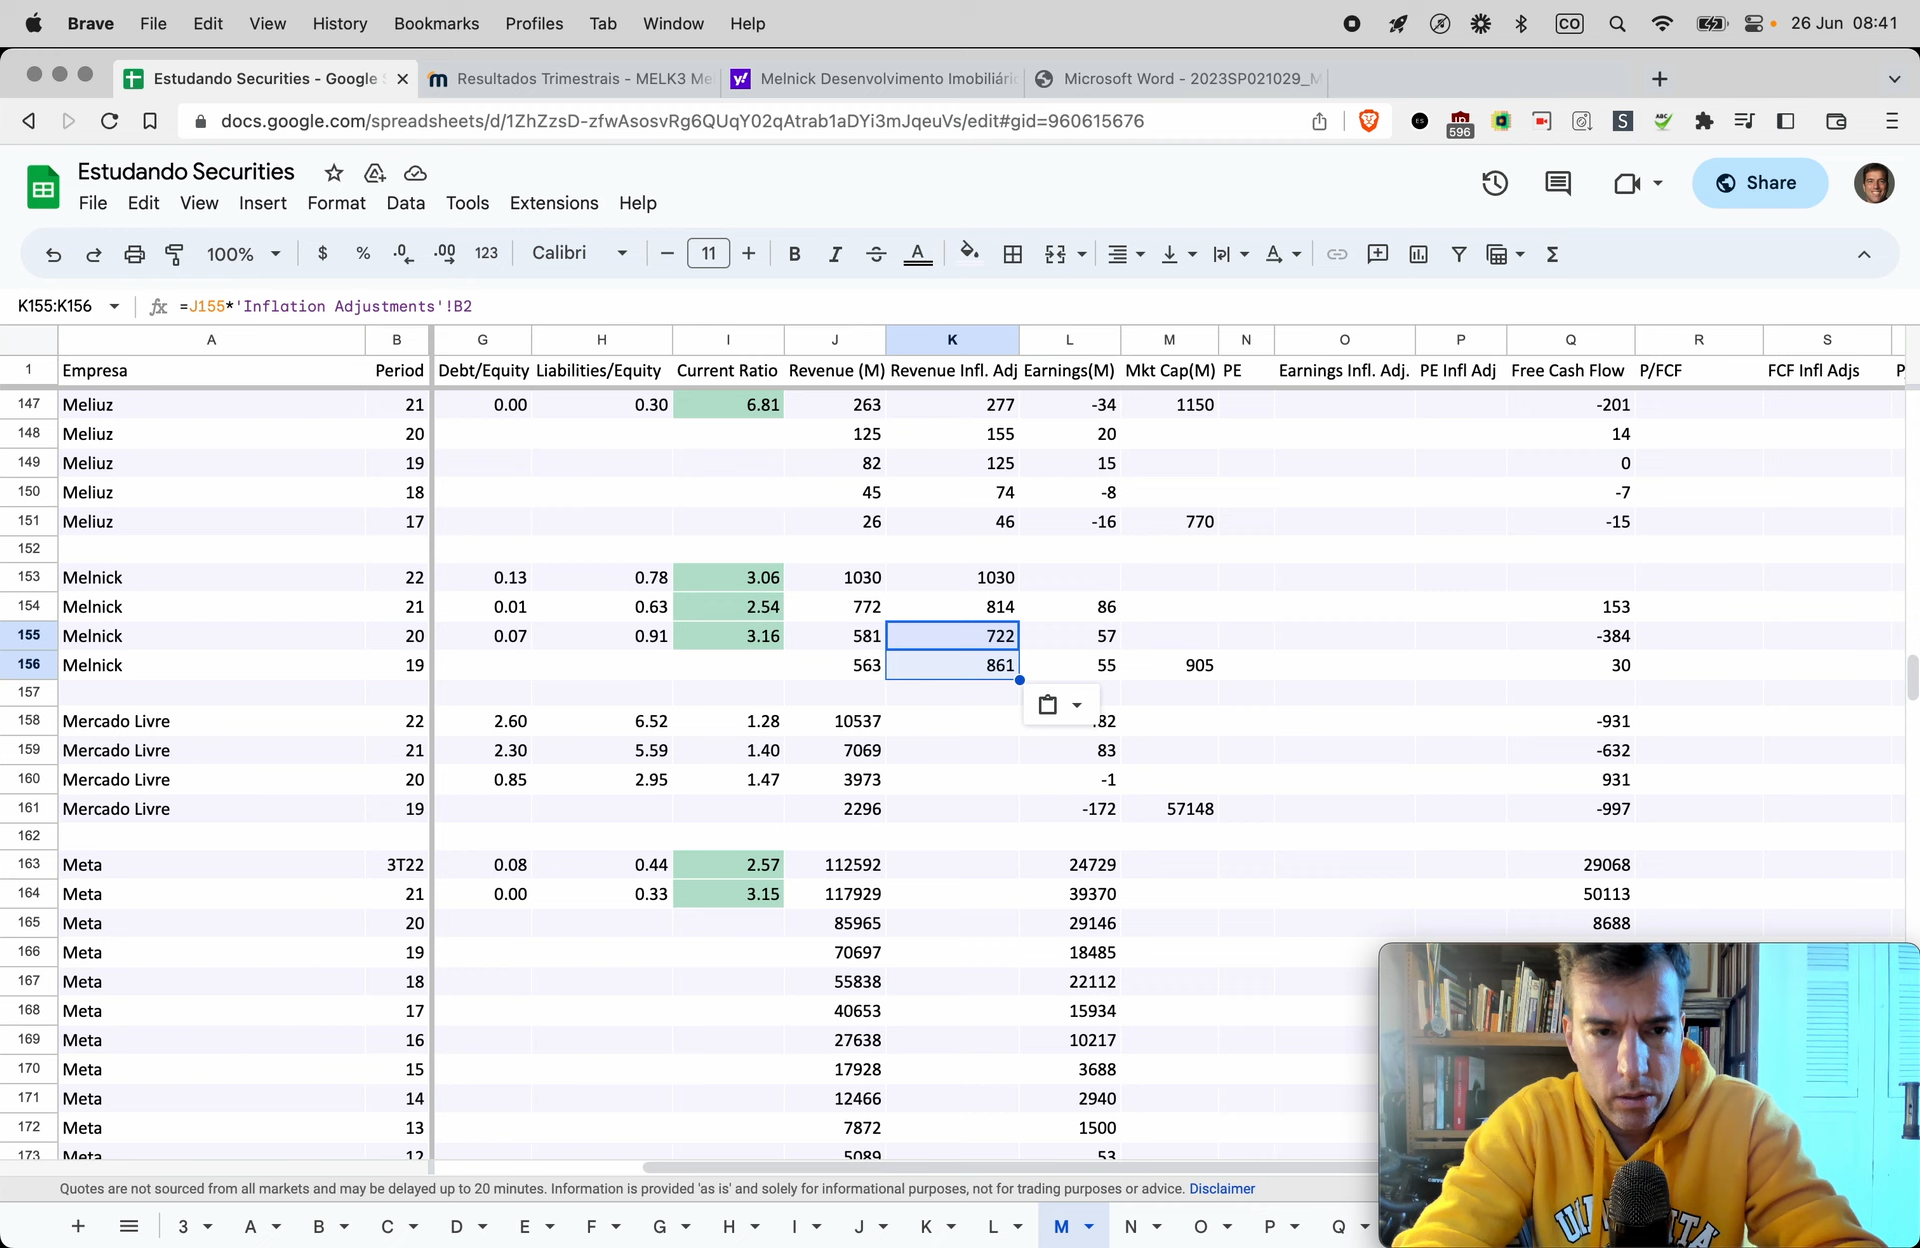 Brave File Edit View History Bookmarks Profiles Tab Window Help CO 26 Jun 08:41
Estudando Securities - Google Resultados Trimestrais - MELK3 Me Melnick Desenvolvimento Imobiliári Microsoft Word - 2023SP021029_M
docs.google.com/spreadsheets/d/1ZhZzsD-zfwAsosvRg6QUqY02qAtrab1aDYi3mJqeuVs/edit#gid=960615676 596
Estudando Securities
File Edit View Insert Format Data Tools Extensions Help Share
100% $ % .0 .00 123 Calibri 11 B I A
K155:K156 fx =J155*'Inflation Adjustments'!B2
A B G H I J K L M N O P Q R S
1 Empresa Period Debt/Equity Liabilities/Equity Current Ratio Revenue (M) Revenue Infl. Adj Earnings(M) Mkt Cap(M) PE Earnings Infl. Adj. PE Infl Adj Free Cash Flow P/FCF FCF Infl Adjs P
147 Meliuz 21 0.00 0.30 6.81 263 277 -34 1150 -201
148 Meliuz 20 125 155 20 14
149 Meliuz 19 82 125 15 0
150 Meliuz 18 45 74 -8 -7
151 Meliuz 17 26 46 -16 770 -15
152
153 Melnick 22 0.13 0.78 3.06 1030 1030
154 Melnick 21 0.01 0.63 2.54 772 814 86 153
155 Melnick 20 0.07 0.91 3.16 581 722 57 -384
156 Melnick 19 563 861 55 905 30
157
158 Mercado Livre 22 2.60 6.52 1.28 10537 82 -931
159 Mercado Livre 21 2.30 5.59 1.40 7069 83 -632
160 Mercado Livre 20 0.85 2.95 1.47 3973 -1 931
161 Mercado Livre 19 2296 -172 57148 -997
162
163 Meta 3T22 0.08 0.44 2.57 112592 24729 29068
164 Meta 21 0.00 0.33 3.15 117929 39370 50113
165 Meta 20 85965 29146 8688
166 Meta 19 70697 18485
167 Meta 18 55838 22112
168 Meta 17 40653 15934
169 Meta 16 27638 10217
170 Meta 15 17928 3688
171 Meta 14 12466 2940
172 Meta 13 7872 1500
173 Meta 12 5089 53
Quotes are not sourced from all markets and may be delayed up to 20 minutes. Information is provided 'as is' and solely for informational purposes, not for trading purposes or advice. Disclaimer
3 A B C D E F G H I J K L M N O P Q